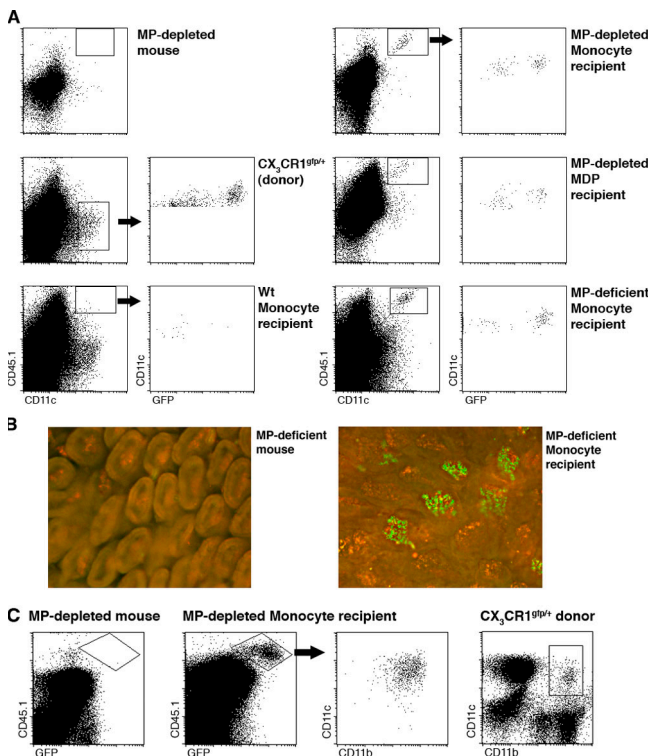 A
MP-depleted
mouse
MP-depleted
Monocyte
recipient
CX3CR1gfp/+
(donor)
MP-depleted
MDP
recipient
Wt
Monocyte
recipient
MP-deficient
Monocyte
recipient
CD45.1
CD11c
CD11c
GFP
CD45.1
CD11c
CD11c
GFP
B
MP-deficient
mouse
MP-deficient
Monocyte
recipient
C
MP-depleted mouse
MP-depleted Monocyte recipient
CX3CR1gfp/+ donor
CD45.1
GFP
CD45.1
GFP
CD11c
CD11b
CD11c
CD11b